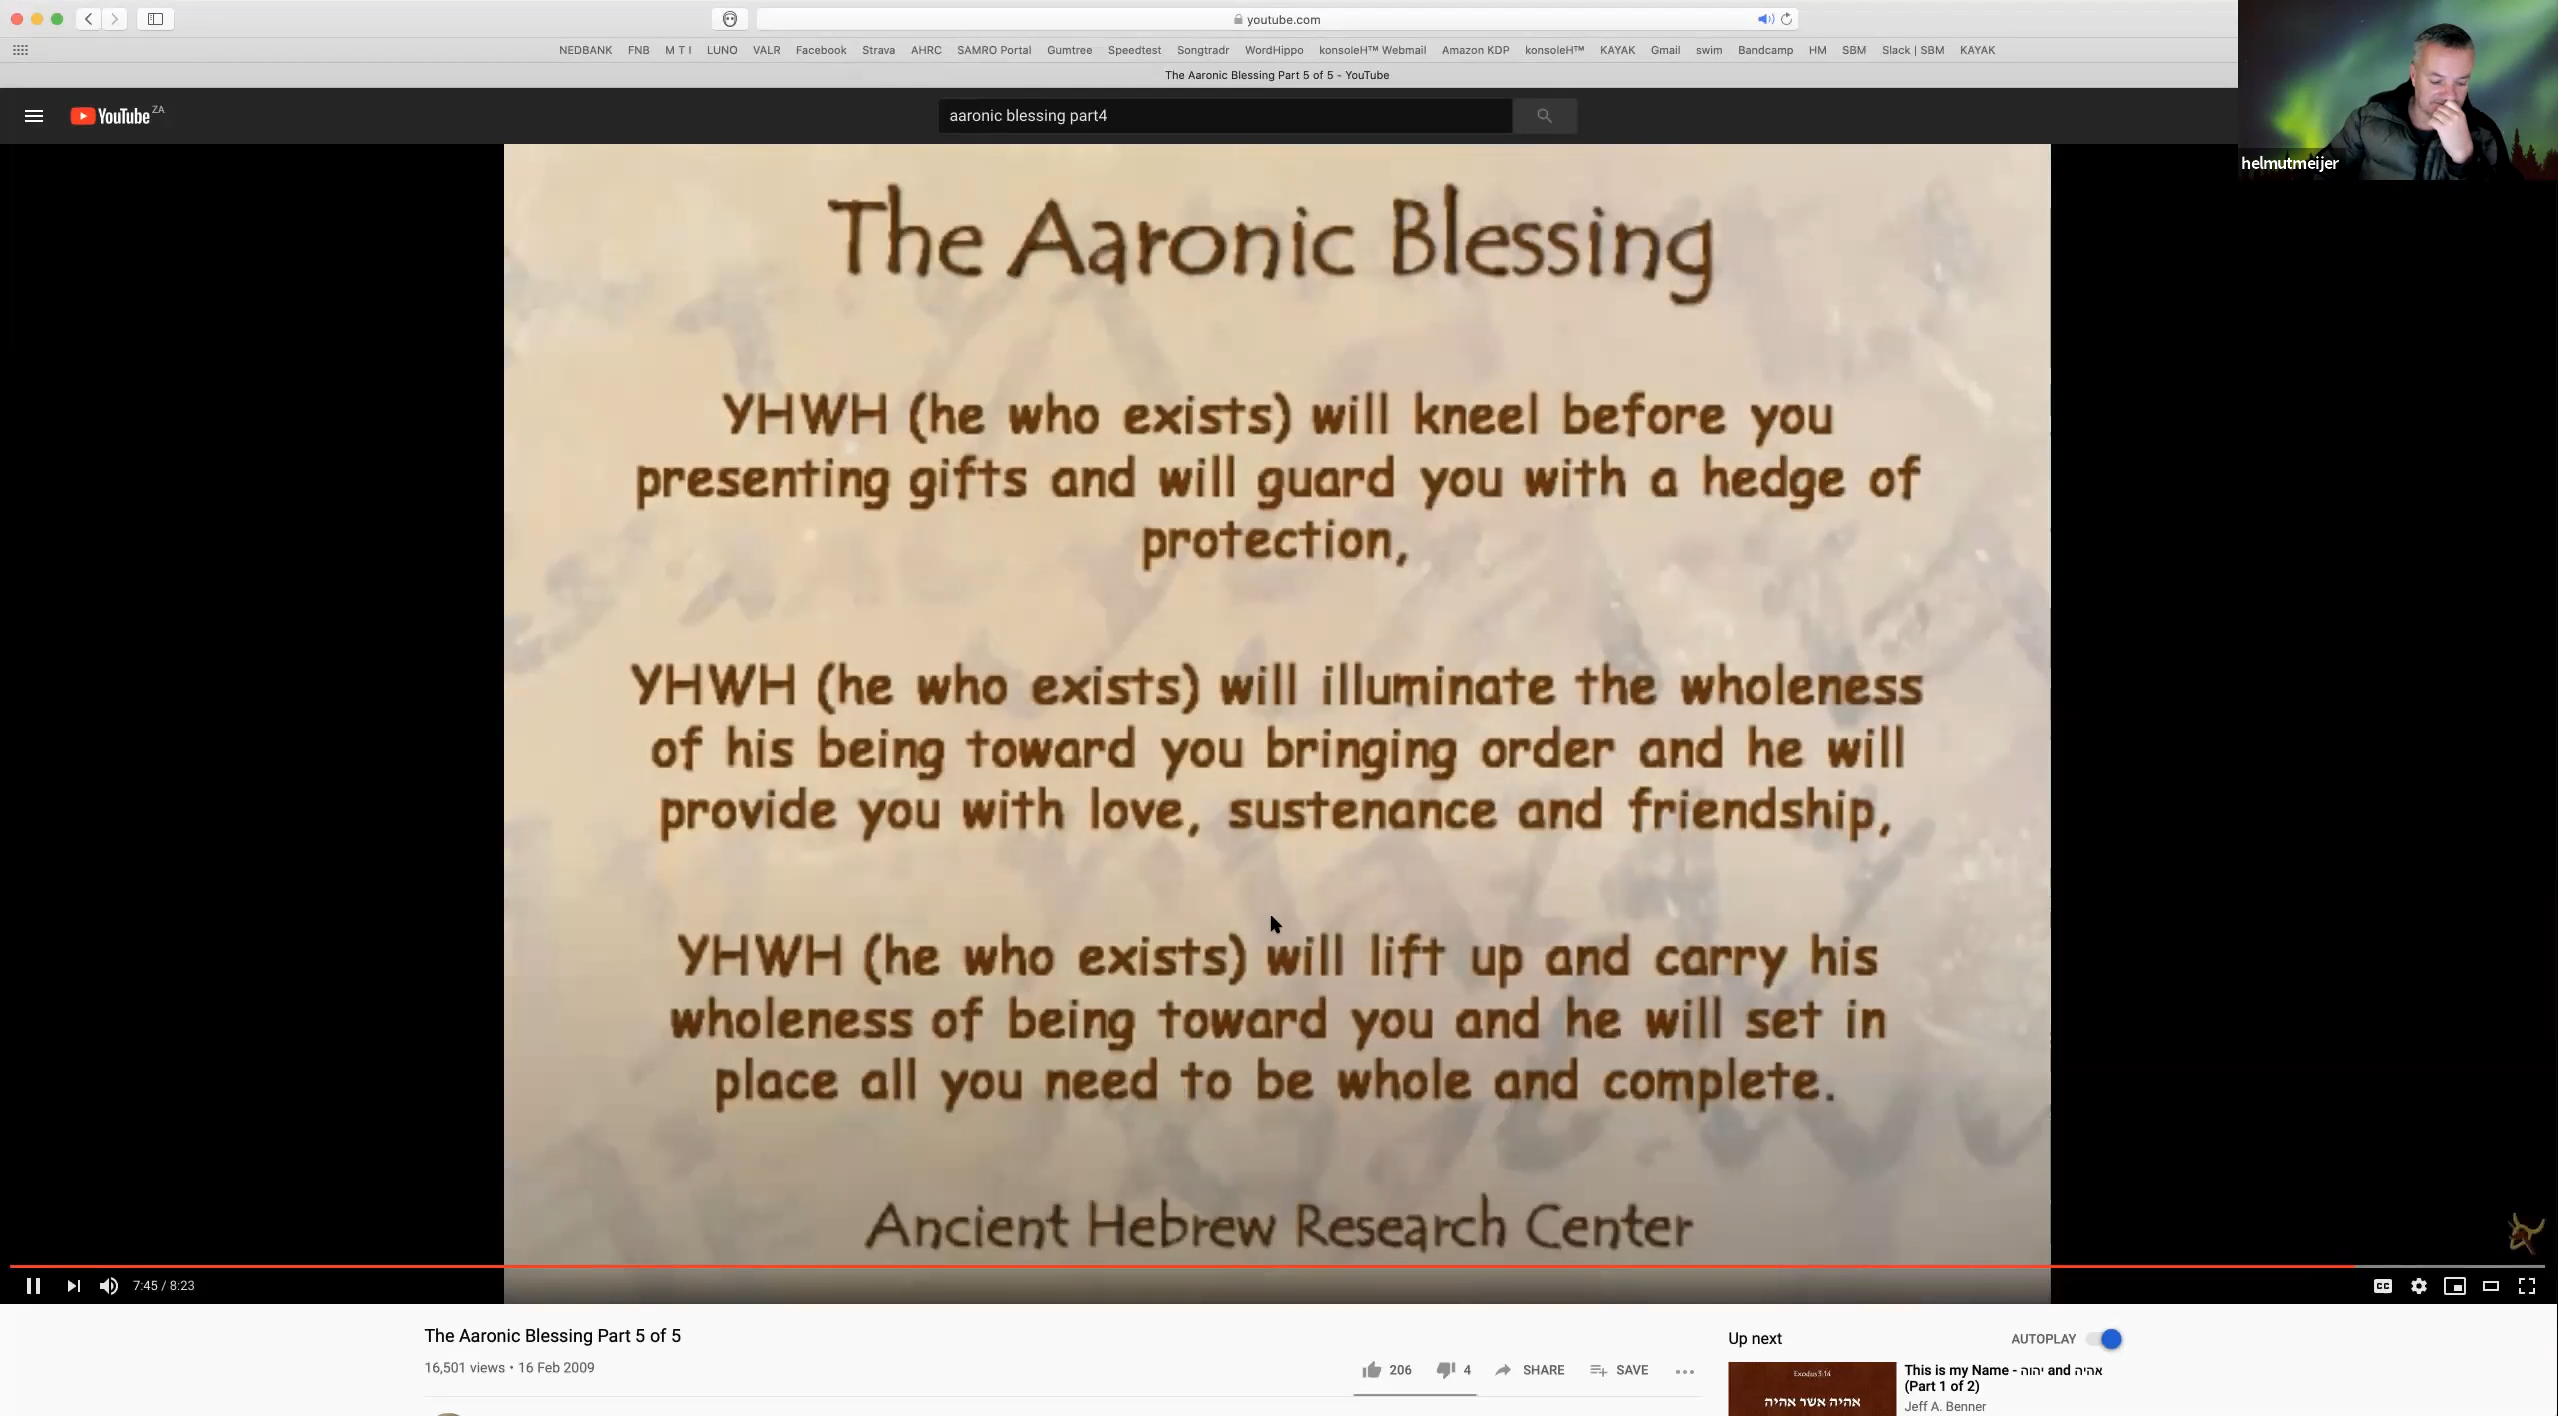 youtube.com
NEDBANK FNB M T I LUNO VALR Facebook Strava AHRC SAMRO Portal Gumtree Speedtest Songtradr WordHippo konsoleH™ Webmail Amazon KDP konsoleH™ KAYAK Gmail swim Bandcamp HM SBM Slack | SBM KAYAK
The Aaronic Blessing Part 5 of 5 - YouTube
YouTube ZA
aaronic blessing part4
helmutmeijer
The Aaronic Blessing
YHWH (he who exists) will kneel before you
presenting gifts and will guard you with a hedge of
protection,
YHWH (he who exists) will illuminate the wholeness
of his being toward you bringing order and he will
provide you with love, sustenance and friendship,
YHWH (he who exists) will lift up and carry his
wholeness of being toward you and he will set in
place all you need to be whole and complete.
Ancient Hebrew Research Center
7:45 / 8:23
CC
The Aaronic Blessing Part 5 of 5
16,501 views • 16 Feb 2009
206 4 SHARE SAVE
Up next
AUTOPLAY
Exodus 3:14
אהיה אשר אהיה
This is my Name - יהוה and אהיה
(Part 1 of 2)
Jeff A. Benner